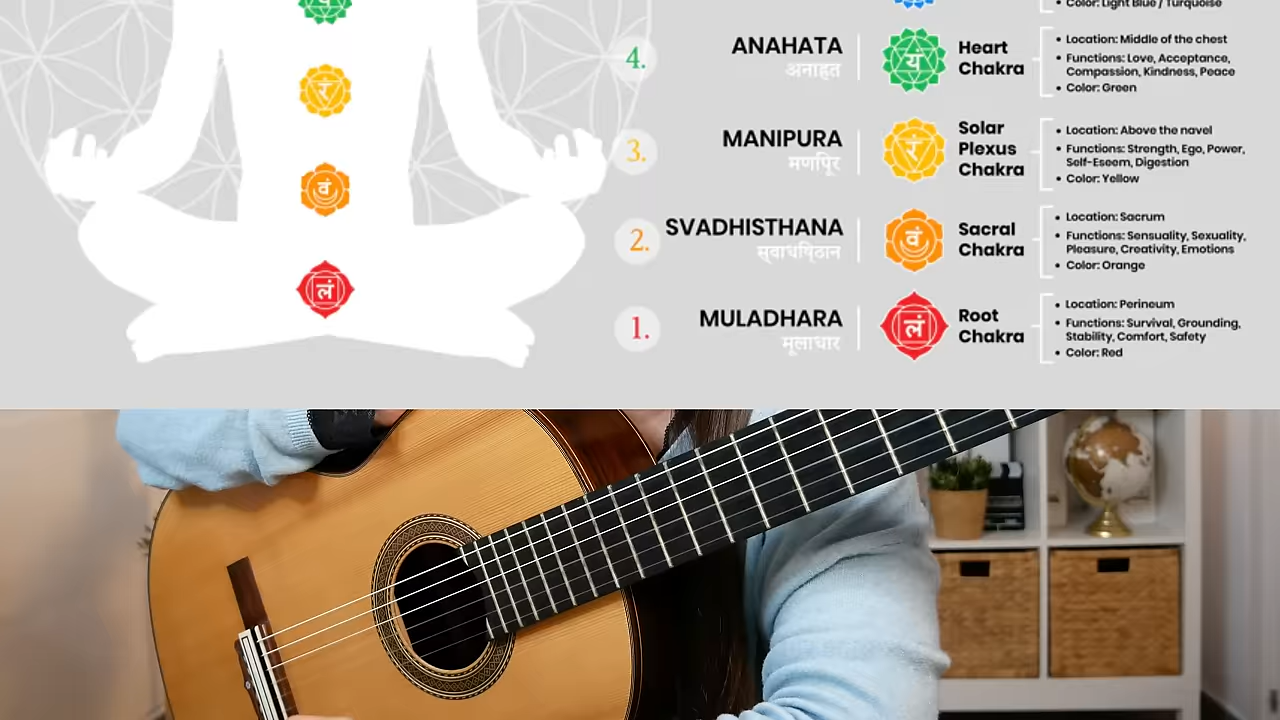 Color: Light Blue / Turquoise
4.
ANAHATA
अनाहत
यं
Heart
Chakra
Location: Middle of the chest
Functions: Love, Acceptance,
Compassion, Kindness, Peace
Color: Green
3.
MANIPURA
मणिपूर
रं
Solar
Plexus
Chakra
Location: Above the navel
Functions: Strength, Ego, Power,
Self-Eseem, Digestion
Color: Yellow
2.
SVADHISTHANA
स्वाधिष्ठान
वं
Sacral
Chakra
Location: Sacrum
Functions: Sensuality, Sexuality,
Pleasure, Creativity, Emotions
Color: Orange
1.
MULADHARA
मूलाधार
लं
Root
Chakra
Location: Perineum
Functions: Survival, Grounding,
Stability, Comfort, Safety
Color: Red
रं
वं
लं